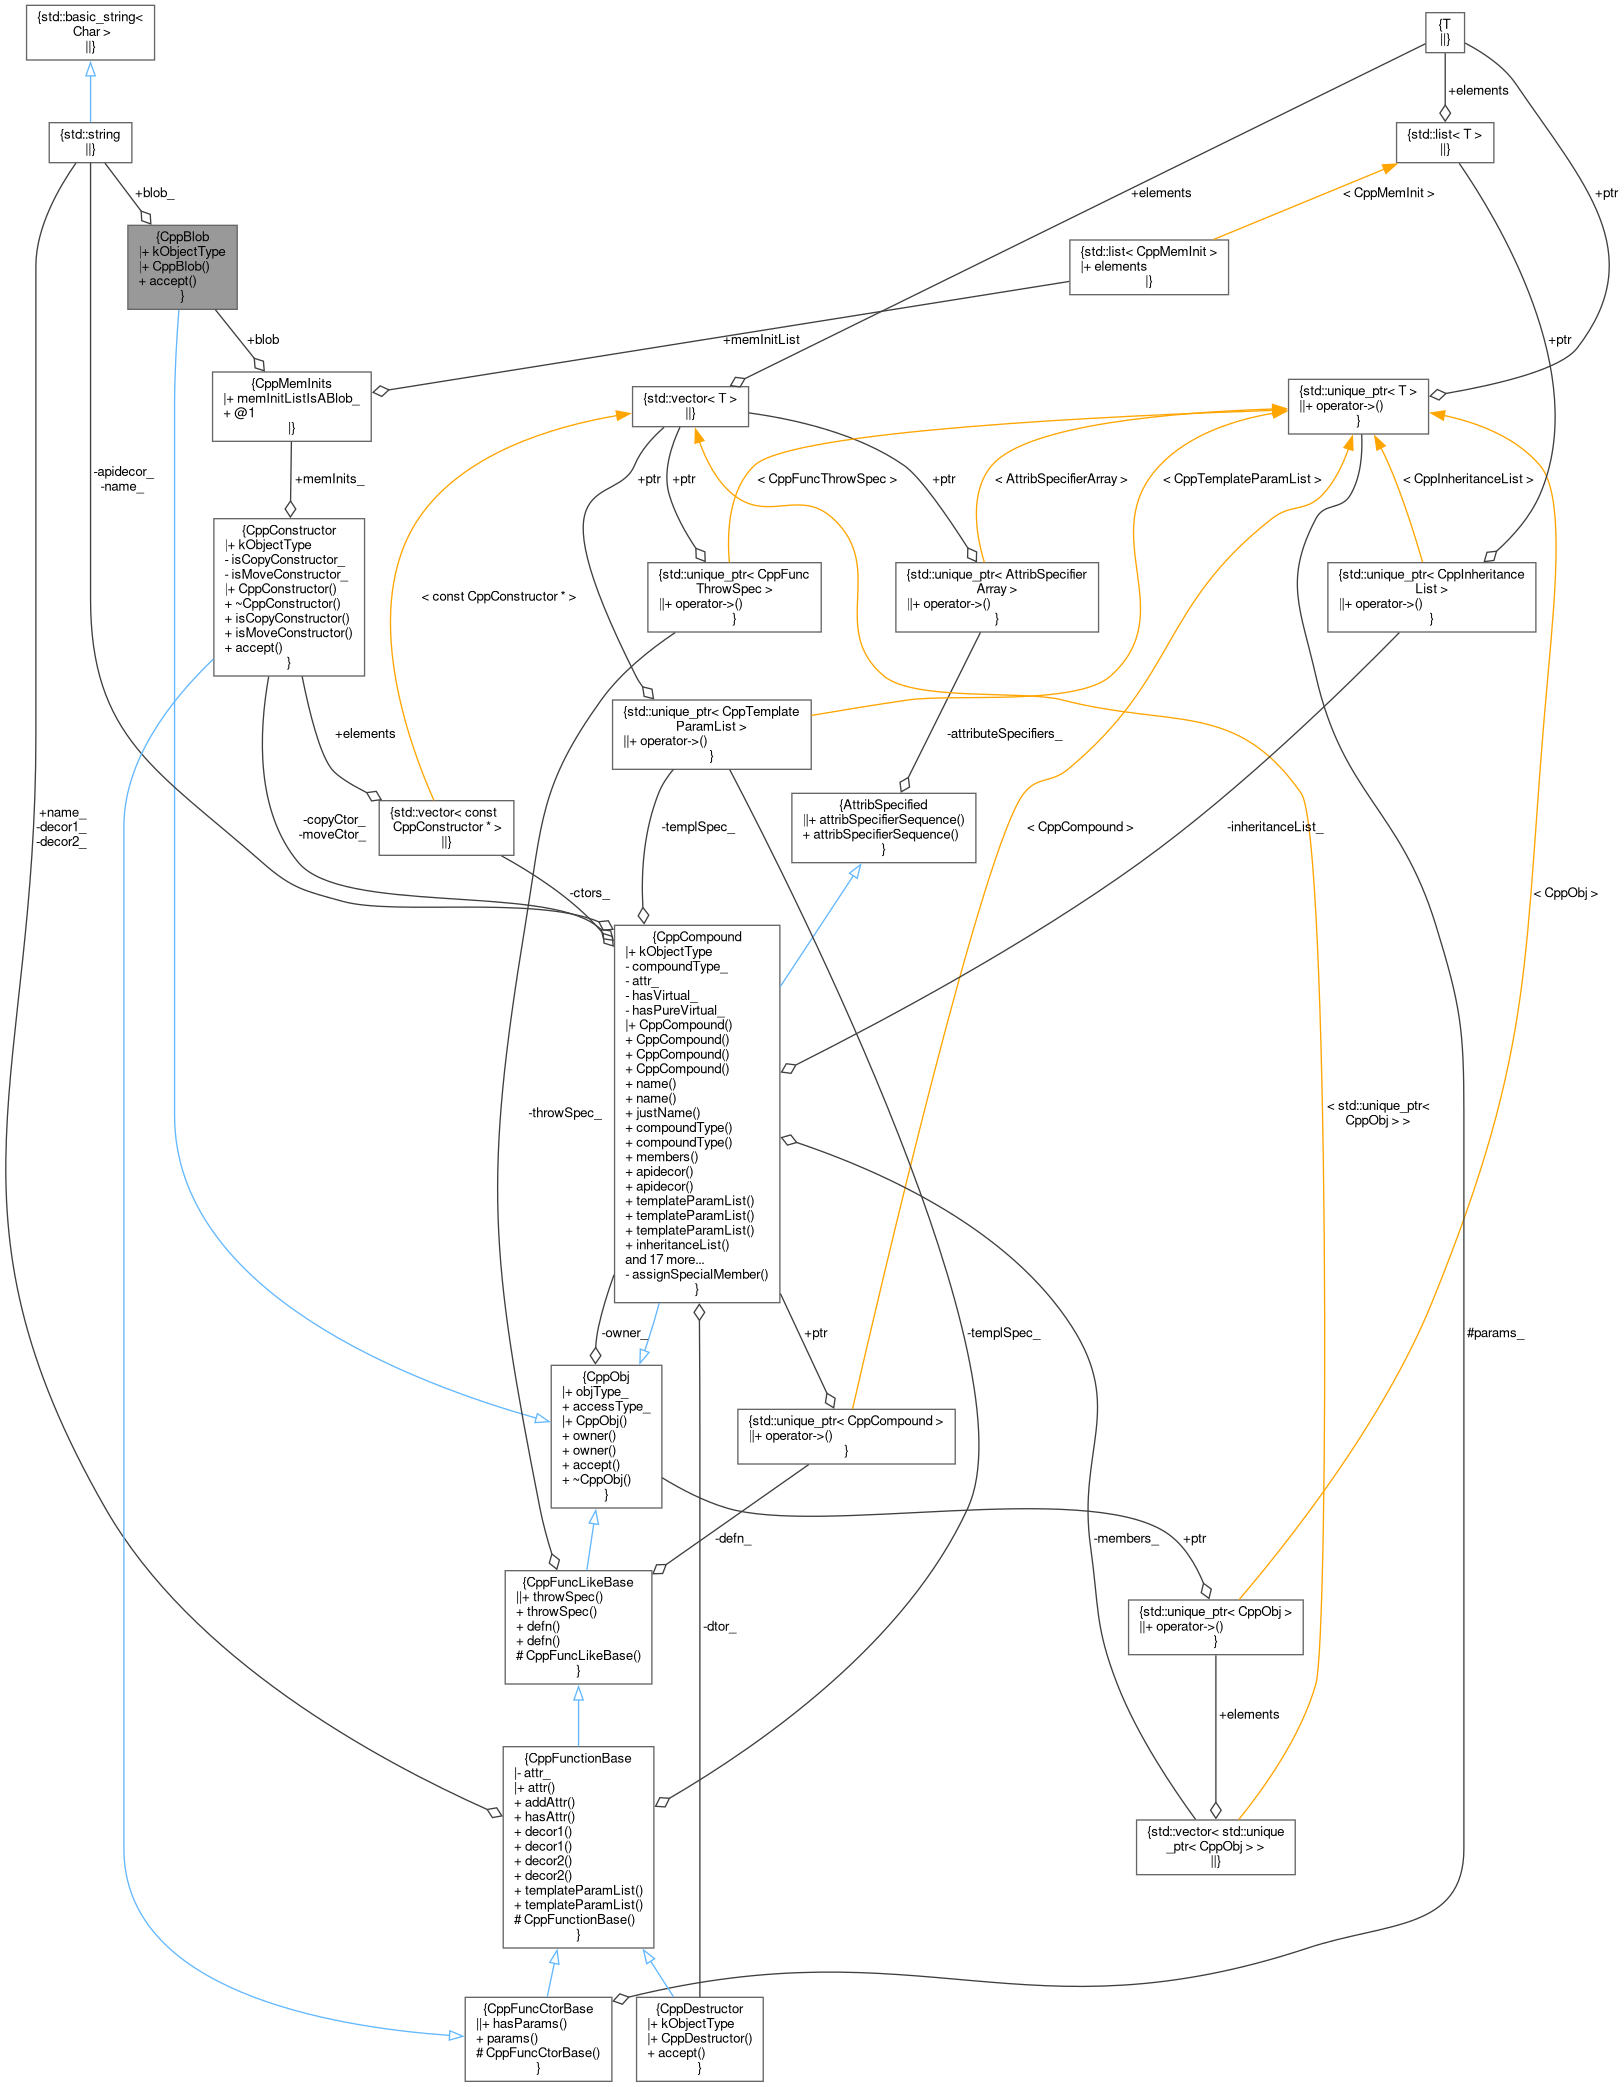 {std::basic_string<
Char >
||}
{T
||}
+elements
{std::string
||}
{std::list< T >
||}
+blob_
+elements
< CppMemInit >
+ptr
{CppBlob
|+ kObjectType
|+ CppBlob()
+ accept()
}
{std::list< CppMemInit >
|+ elements
|}
+blob
+memInitList
+ptr
{CppMemInits
|+ memInitListIsABlob_
+ @1
|}
{std::vector< T >
||}
{std::unique_ptr< T >
||+ operator->()
}
-apidecor_
-name_
+memInits_
+ptr
+ptr
< CppFuncThrowSpec >
+ptr
< AttribSpecifierArray >
< CppTemplateParamList >
< CppInheritanceList >
{CppConstructor
|+ kObjectType
- isCopyConstructor_
- isMoveConstructor_
|+ CppConstructor()
+ ~CppConstructor()
+ isCopyConstructor()
+ isMoveConstructor()
+ accept()
}
< const CppConstructor * >
{std::unique_ptr< CppFunc
ThrowSpec >
||+ operator->()
}
{std::unique_ptr< AttribSpecifier
Array >
||+ operator->()
}
{std::unique_ptr< CppInheritance
List >
||+ operator->()
}
+elements
{std::unique_ptr< CppTemplate
ParamList >
||+ operator->()
}
-attributeSpecifiers_
+name_
-decor1_
-decor2_
-copyCtor_
-moveCtor_
{std::vector< const
CppConstructor * >
||}
-templSpec_
{AttribSpecified
||+ attribSpecifierSequence()
+ attribSpecifierSequence()
}
< CppCompound >
-inheritanceList_
-ctors_
< CppObj >
{CppCompound
|+ kObjectType
- compoundType_
- attr_
- hasVirtual_
- hasPureVirtual_
|+ CppCompound()
+ CppCompound()
+ CppCompound()
+ CppCompound()
+ name()
+ name()
+ justName()
+ compoundType()
+ compoundType()
+ members()
+ apidecor()
+ apidecor()
+ templateParamList()
+ templateParamList()
+ templateParamList()
+ inheritanceList()
and 17 more...
- assignSpecialMember()
}
-throwSpec_
< std::unique_ptr<
CppObj > >
-owner_
+ptr
-templSpec_
#params_
{CppObj
|+ objType_
+ accessType_
|+ CppObj()
+ owner()
+ owner()
+ accept()
+ ~CppObj()
}
{std::unique_ptr< CppCompound >
||+ operator->()
}
-defn_
-members_
+ptr
{CppFuncLikeBase
||+ throwSpec()
+ throwSpec()
+ defn()
+ defn()
# CppFuncLikeBase()
}
-dtor_
{std::unique_ptr< CppObj >
||+ operator->()
}
+elements
{CppFunctionBase
|- attr_
|+ attr()
+ addAttr()
+ hasAttr()
+ decor1()
+ decor1()
+ decor2()
+ decor2()
+ templateParamList()
+ templateParamList()
# CppFunctionBase()
}
{std::vector< std::unique
_ptr< CppObj > >
||}
{CppFuncCtorBase
||+ hasParams()
+ params()
# CppFuncCtorBase()
}
{CppDestructor
|+ kObjectType
|+ CppDestructor()
+ accept()
}